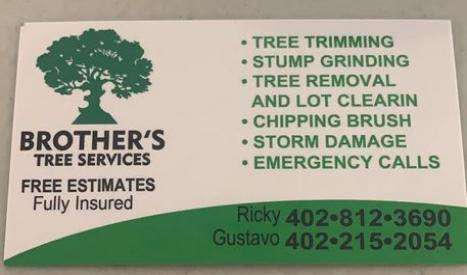 BROTHER'S
TREE SERVICES
FREE ESTIMATES
Fully Insured
• TREE TRIMMING
• STUMP GRINDING
• TREE REMOVAL
AND LOT CLEARIN
• CHIPPING BRUSH
• STORM DAMAGE
• EMERGENCY CALLS
Ricky 402•812•3690
Gustavo 402•215•2054